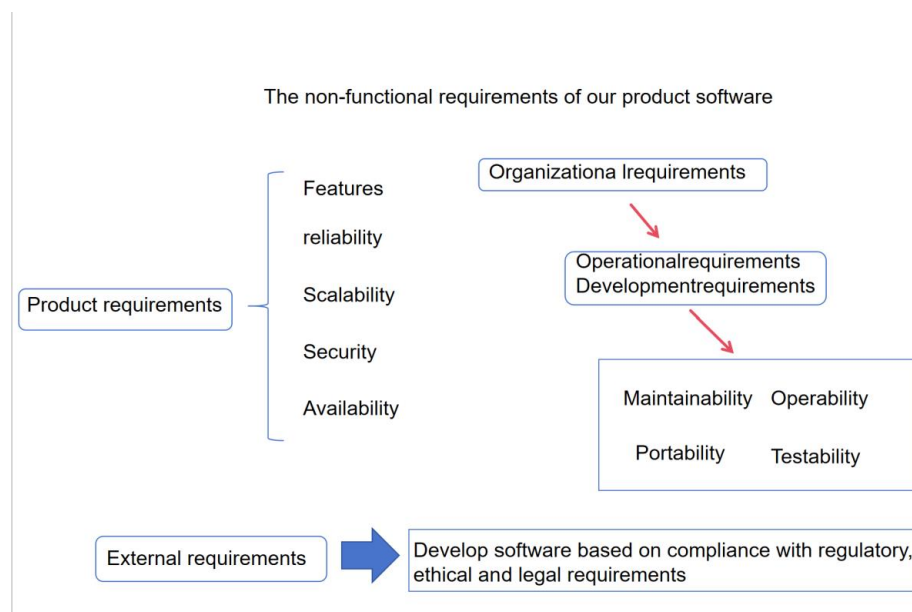 The non-functional requirements of our product software
Product requirements
Features
reliability
Scalability
Security
Availability
Organizationa lrequirements
Operationalrequirements
Developmentrequirements
Maintainability Operability
Portability Testability
External requirements
Develop software based on compliance with regulatory,
ethical and legal requirements